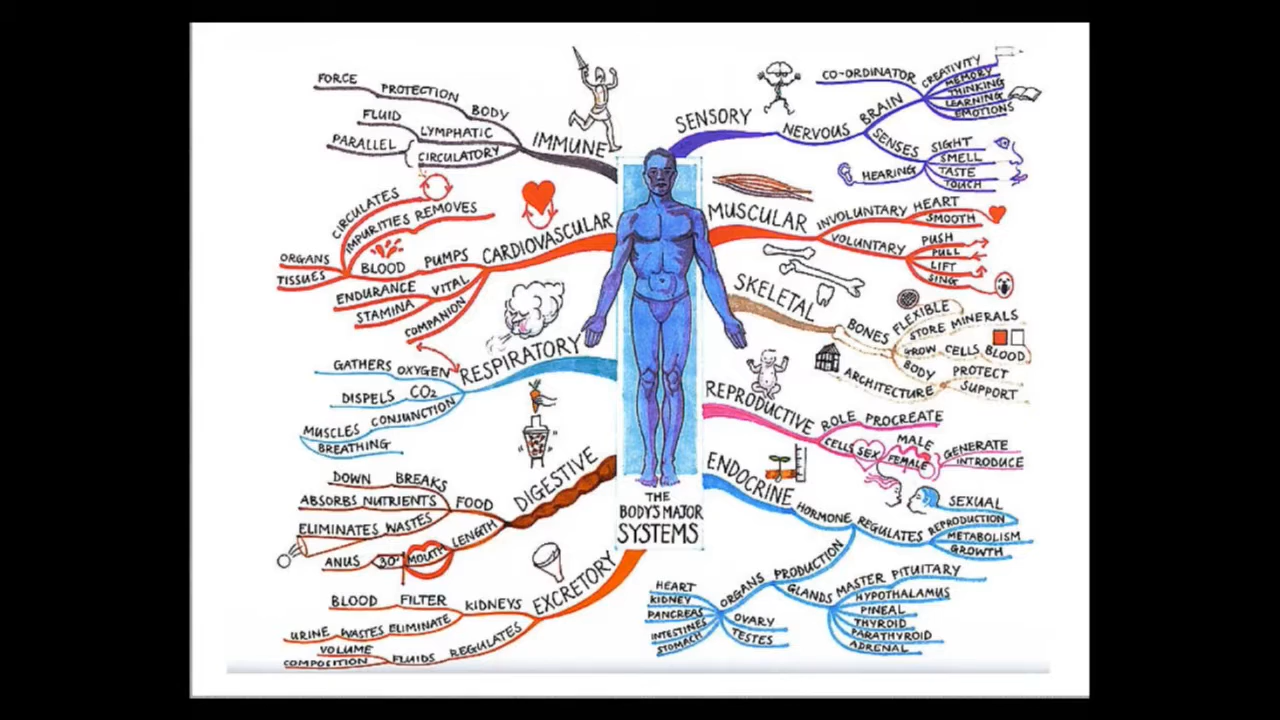 THE
BODY'S MAJOR
SYSTEMS
IMMUNE
BODY
PROTECTION
FORCE
LYMPHATIC
FLUID
CIRCULATORY
PARALLEL
CARDIOVASCULAR
PUMPS
BLOOD
CIRCULATES
IMPURITIES REMOVES
ORGANS
TISSUES
VITAL
ENDURANCE
STAMINA
COMPANION
RESPIRATORY
GATHERS OXYGEN
DISPELS CO2
MUSCLES CONJUNCTION
BREATHING
DIGESTIVE
FOOD
DOWN BREAKS
ABSORBS NUTRIENTS
ELIMINATES WASTES
LENGTH
ANUS 30' MOUTH
EXCRETORY
KIDNEYS
BLOOD FILTER
URINE WASTES ELIMINATE
REGULATES
FLUIDS
VOLUME
COMPOSITION
SENSORY
NERVOUS
BRAIN
CO-ORDINATOR
CREATIVITY
MEMORY
THINKING
LEARNING
EMOTIONS
SENSES
SIGHT
SMELL
TASTE
TOUCH
HEARING
MUSCULAR
INVOLUNTARY HEART
SMOOTH
VOLUNTARY
PUSH
PULL
LIFT
SING
SKELETAL
BONES
FLEXIBLE
STORE MINERALS
GROW CELLS BLOOD
BODY PROTECT
SUPPORT
ARCHITECTURE
REPRODUCTIVE
ROLE PROCREATE
CELLS SEX
MALE
FEMALE
GENERATE
INTRODUCE
ENDOCRINE
HORMONE
REGULATES
SEXUAL
REPRODUCTION
METABOLISM
GROWTH
PRODUCTION
ORGANS
HEART
KIDNEY
PANCREAS
INTESTINES
STOMACH
OVARY
TESTES
GLANDS
MASTER PITUITARY
HYPOTHALAMUS
PINEAL
THYROID
PARATHYROID
ADRENAL